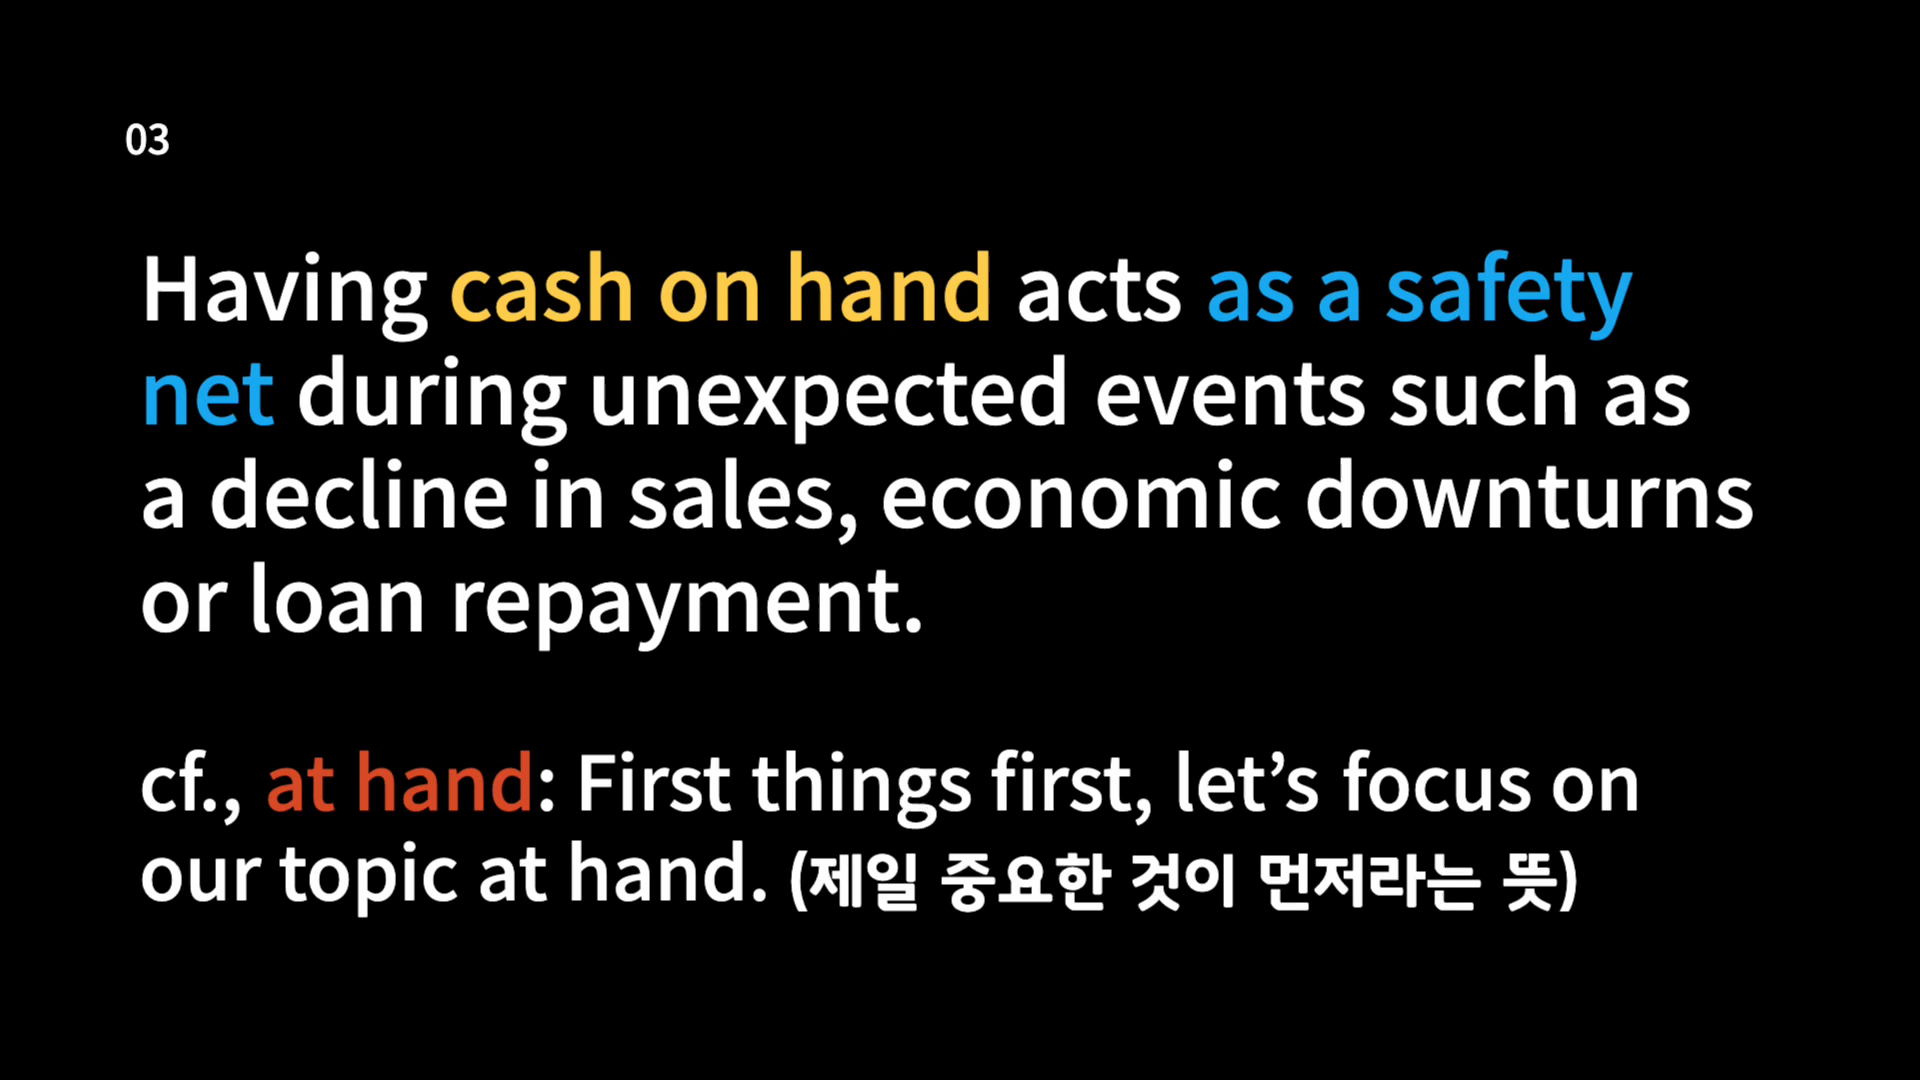 03
Having cash on hand acts as a safety
net during unexpected events such as
a decline in sales, economic downturns
or loan repayment.
cf., at hand: First things first, let’s focus on
our topic at hand. (제일 중요한 것이 먼저라는 뜻)